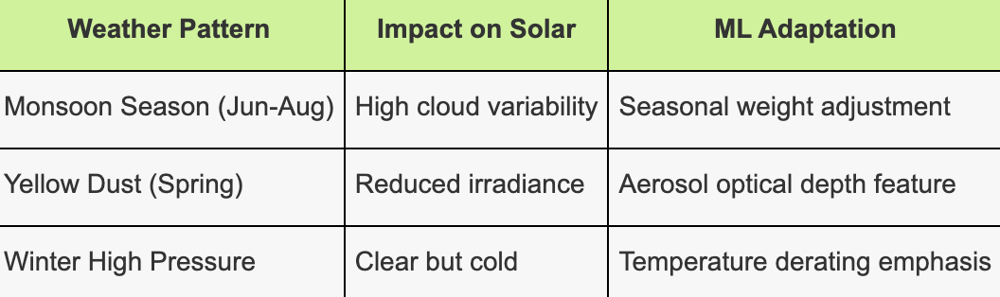 Weather Pattern Impact on Solar ML Adaptation
Monsoon Season (Jun-Aug) High cloud variability Seasonal weight adjustment
Yellow Dust (Spring) Reduced irradiance Aerosol optical depth feature
Winter High Pressure Clear but cold Temperature derating emphasis